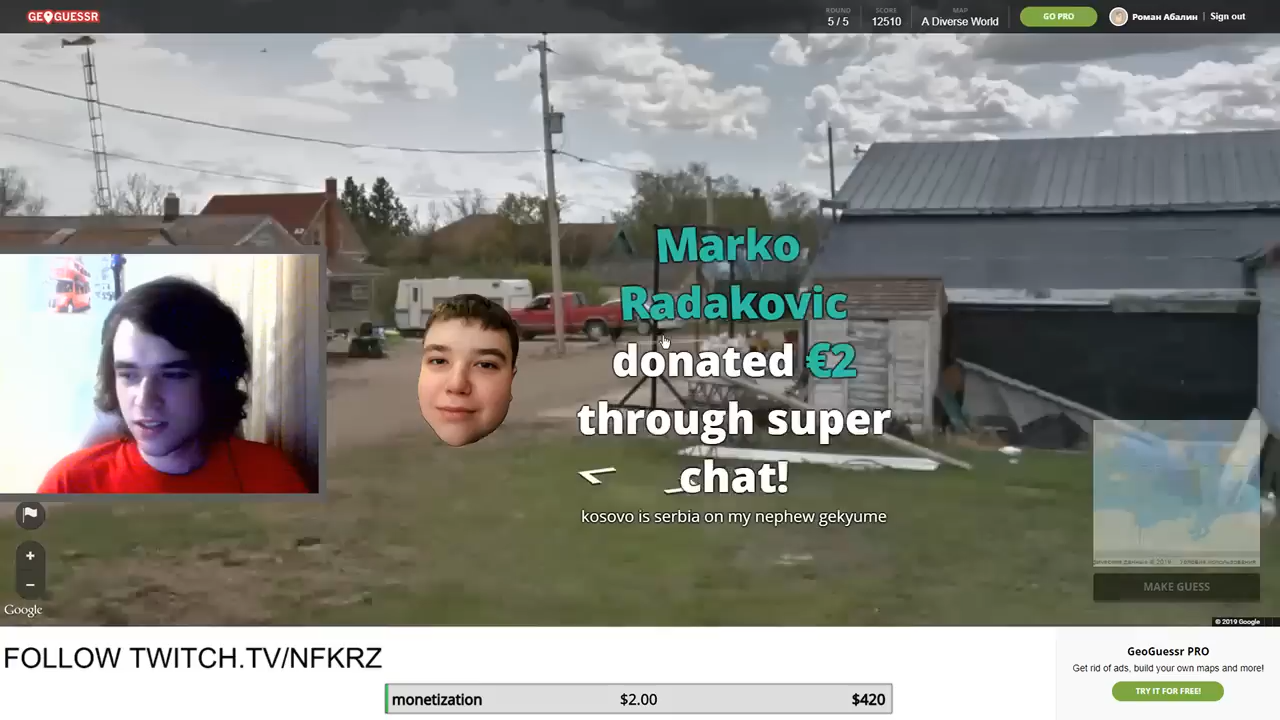 GEOGUESSR
ROUND
5 / 5
SCORE
12510
MAP
A Diverse World
GO PRO
Роман Абалин
Sign out
Marko
Radakovic
donated €2
through super
chat!
kosovo is serbia on my nephew gekyume
MAKE GUESS
Google
© 2019 Google
FOLLOW TWITCH.TV/NFKRZ
monetization $2.00 $420
GeoGuessr PRO
Get rid of ads, build your own maps and more!
TRY IT FOR FREE!